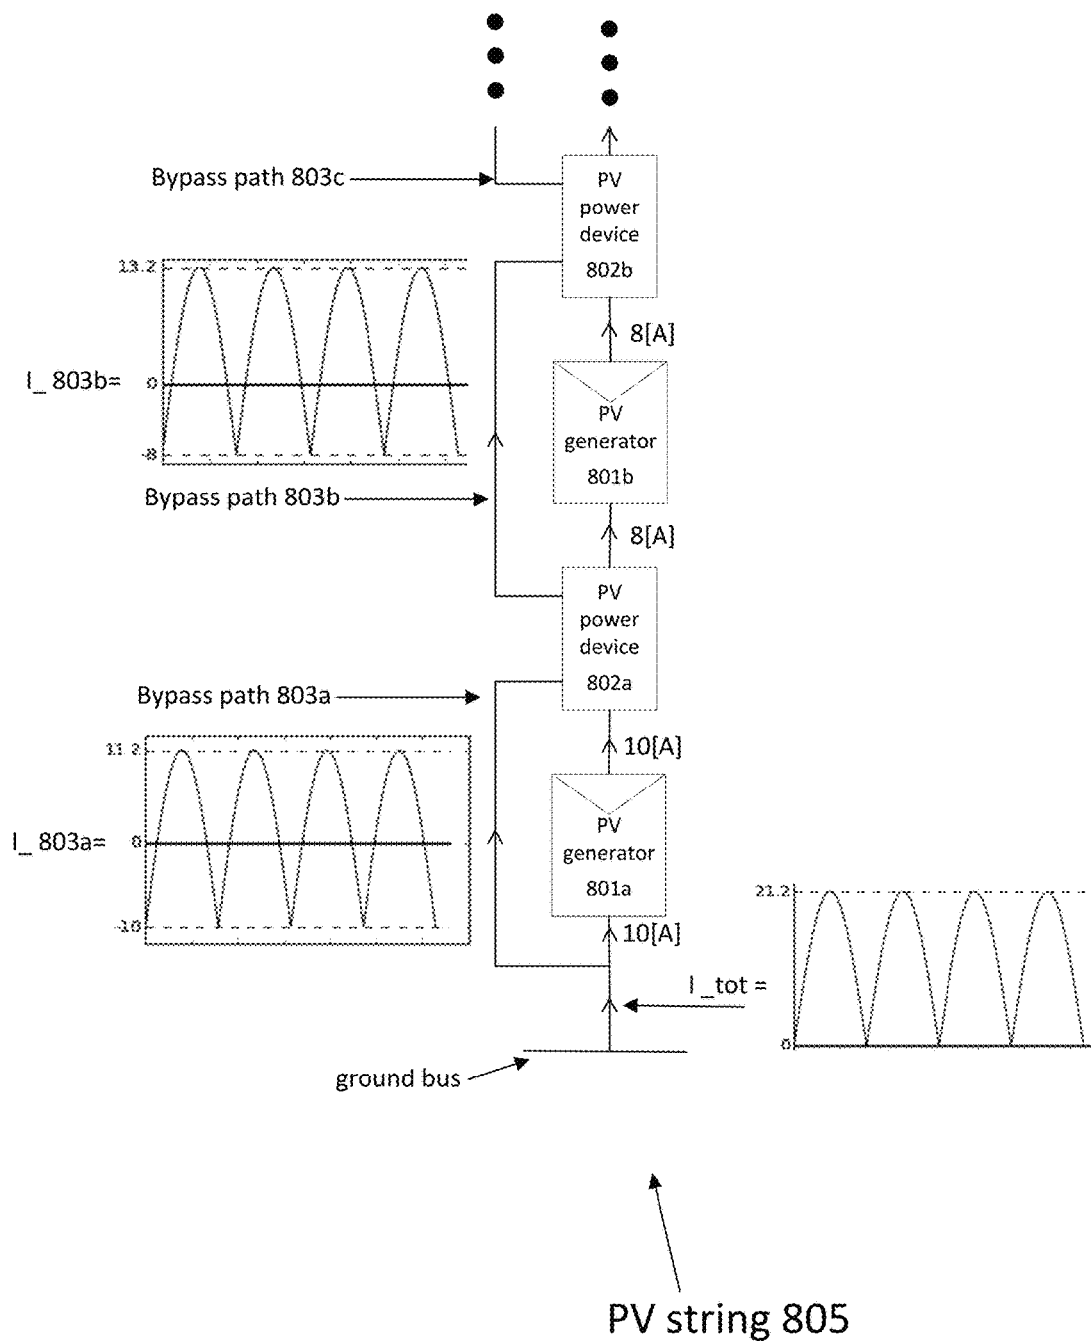 Bypass path 803c
PV
power
device
802b
13.2
I_ 803b=
0
-8
8[A]
PV
generator
801b
Bypass path 803b
8[A]
PV
power
device
802a
Bypass path 803a
10[A]
11.2
I_ 803a=
0
-10
PV
generator
801a
10[A]
21.2
I_tot =
0
ground bus
PV string 805